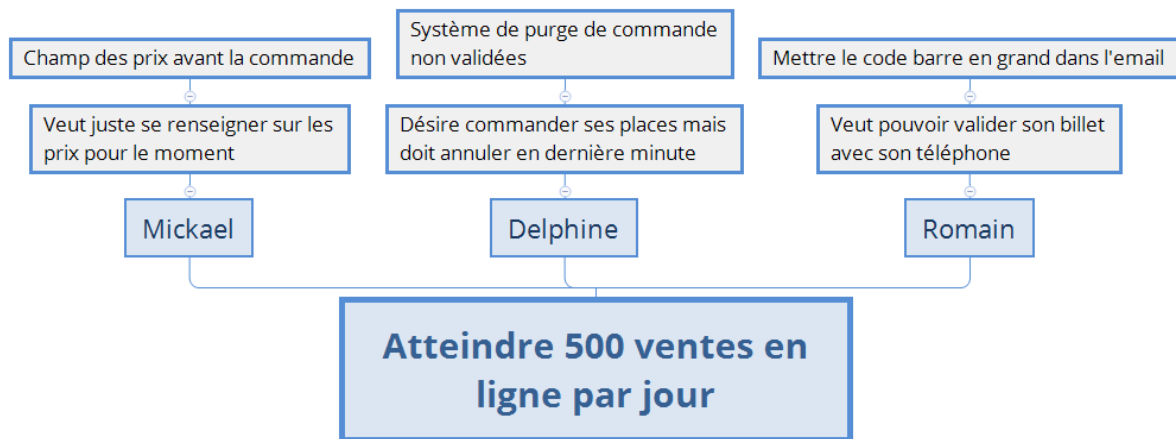 Système de purge de commande
non validées
Champ des prix avant la commande
Mettre le code barre en grand dans l'email
Veut juste se renseigner sur les
prix pour le moment
Désire commander ses places mais
doit annuler en dernière minute
Veut pouvoir valider son billet
avec son téléphone
Mickael
Delphine
Romain
Atteindre 500 ventes en
ligne par jour